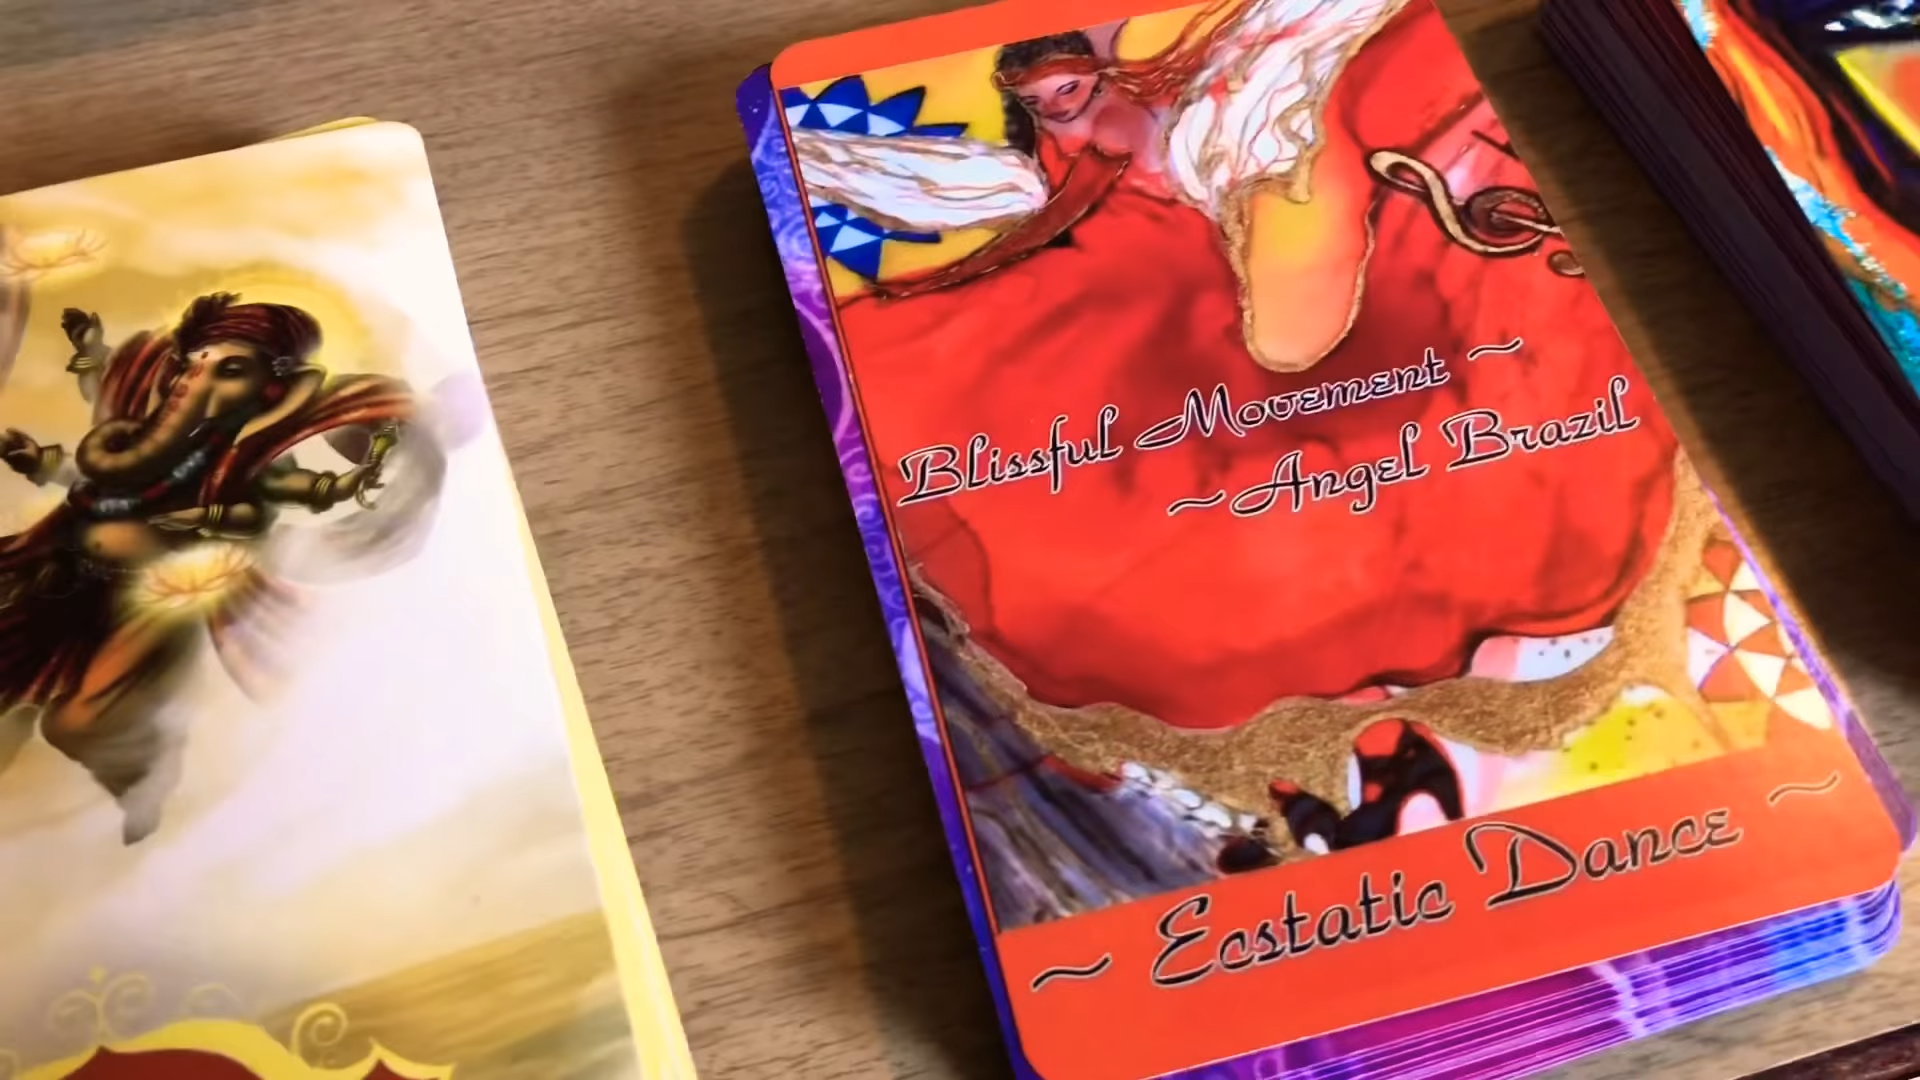 Blissful Movement ~
~ Angel Brazil
~ Ecstatic Dance ~